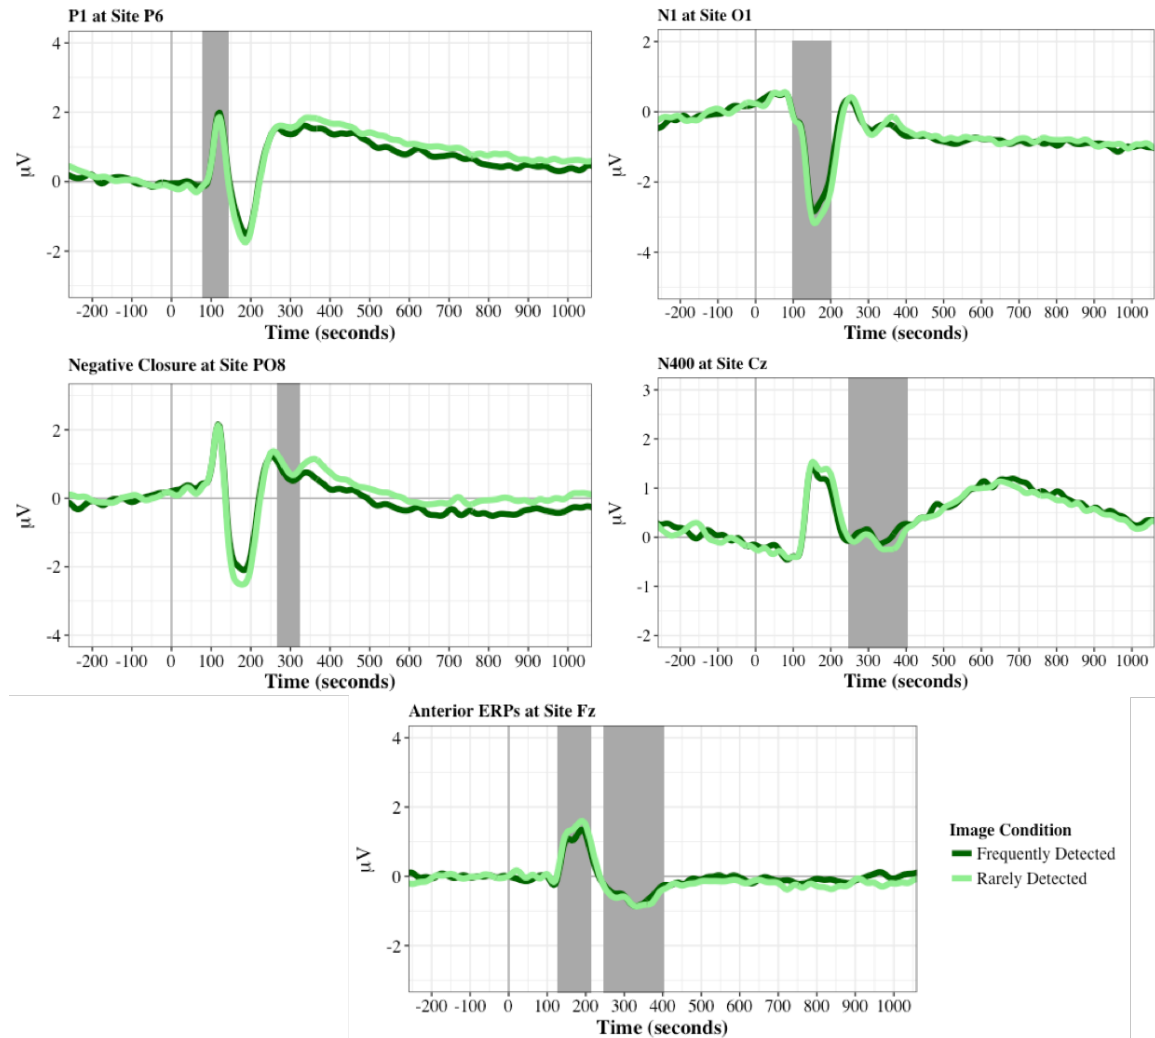 P1 at Site P6
4
2
0
-2
μV
-200 -100 0 100 200 300 400 500 600 700 800 900 1000
Time (seconds)
N1 at Site O1
2
0
-2
-4
μV
-200 -100 0 100 200 300 400 500 600 700 800 900 1000
Time (seconds)
Negative Closure at Site PO8
2
0
-2
-4
μV
-200 -100 0 100 200 300 400 500 600 700 800 900 1000
Time (seconds)
N400 at Site Cz
3
2
1
0
-1
-2
μV
-200 -100 0 100 200 300 400 500 600 700 800 900 1000
Time (seconds)
Anterior ERPs at Site Fz
4
2
0
-2
μV
-200 -100 0 100 200 300 400 500 600 700 800 900 1000
Time (seconds)
Image Condition
Frequently Detected
Rarely Detected